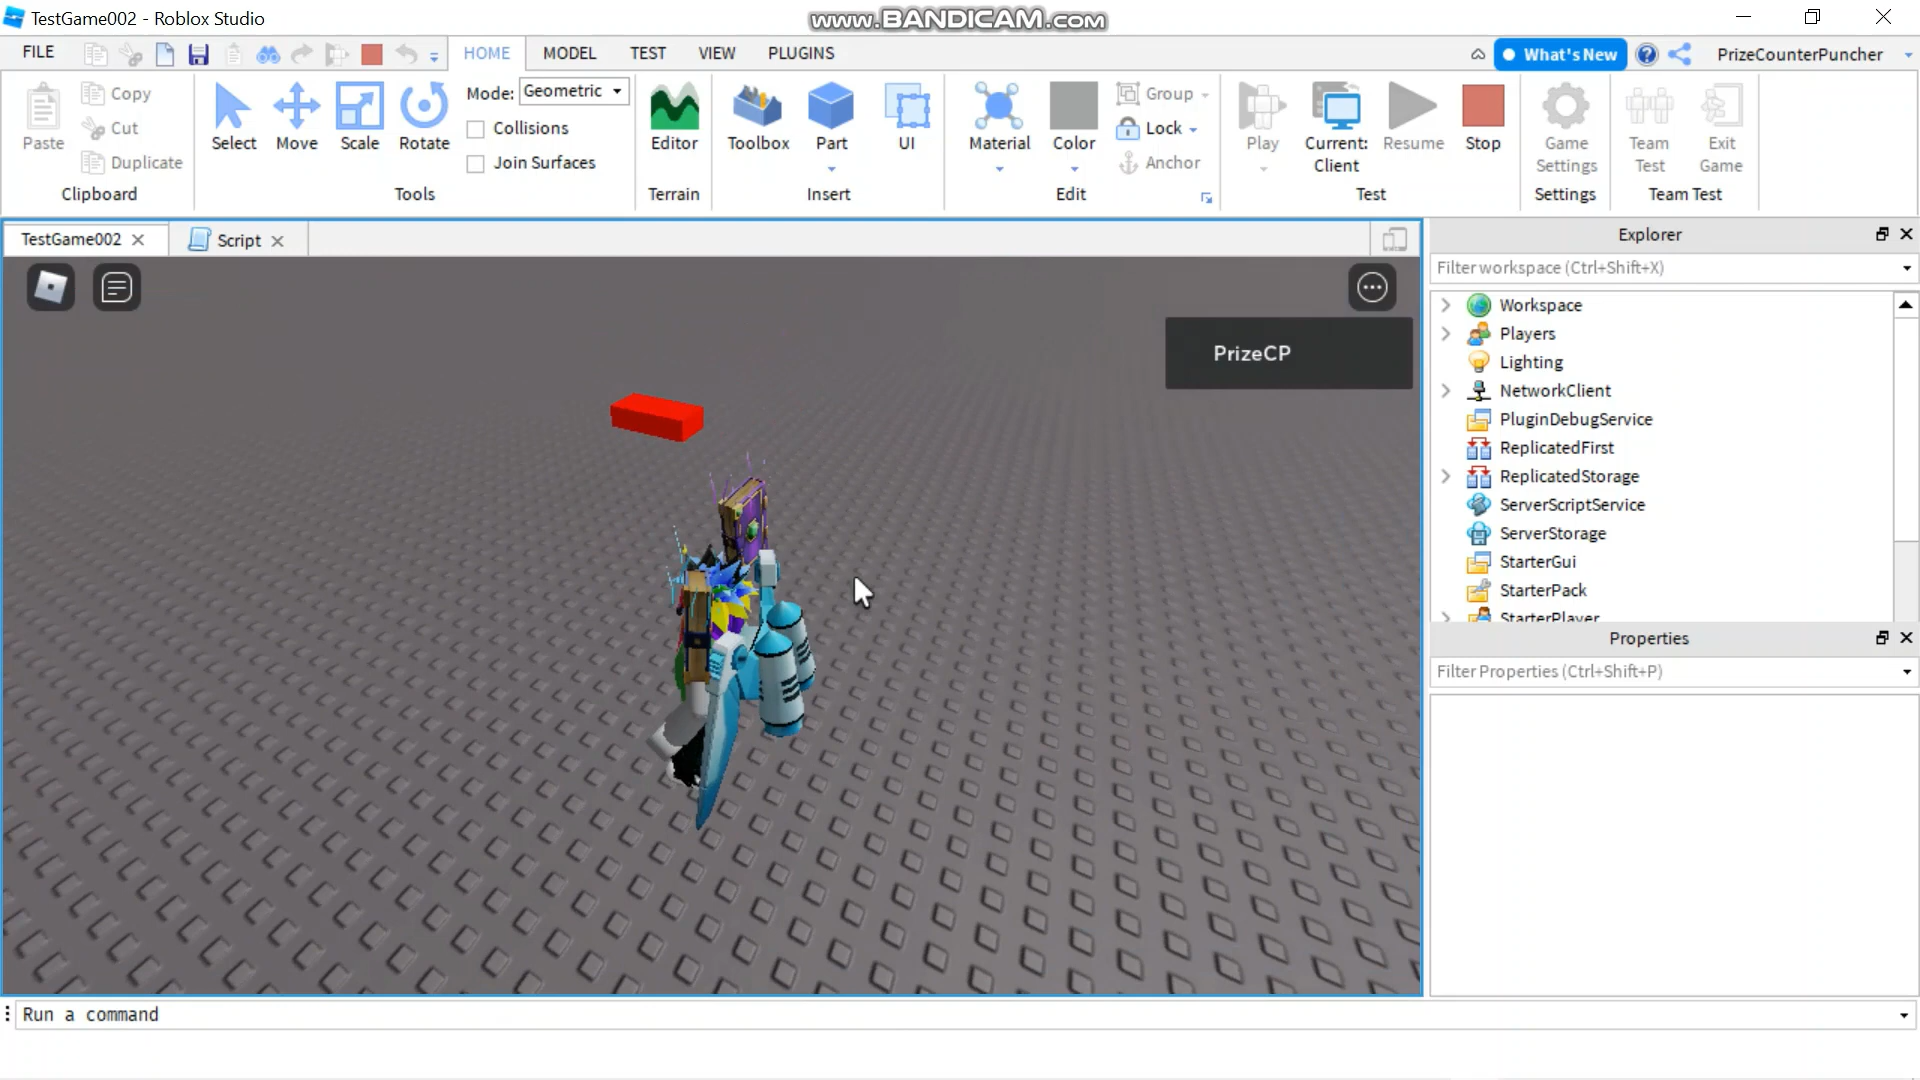 TestGame002 - Roblox Studio
www.BANDICAM.com
FILE
HOME
MODEL
TEST
VIEW
PLUGINS
What's New
PrizeCounterPuncher
Paste
Copy
Cut
Duplicate
Clipboard
Select
Move
Scale
Rotate
Mode: Geometric
Collisions
Join Surfaces
Tools
Editor
Terrain
Toolbox
Part
UI
Insert
Material
Color
Group
Lock
Anchor
Edit
Play
Current:
Client
Resume
Stop
Test
Game
Settings
Settings
Team
Test
Exit
Game
Team Test
TestGame002
Script
PrizeCP
Explorer
Filter workspace (Ctrl+Shift+X)
Workspace
Players
Lighting
NetworkClient
PluginDebugService
ReplicatedFirst
ReplicatedStorage
ServerScriptService
ServerStorage
StarterGui
StarterPack
StarterPlayer
Properties
Filter Properties (Ctrl+Shift+P)
Run a command